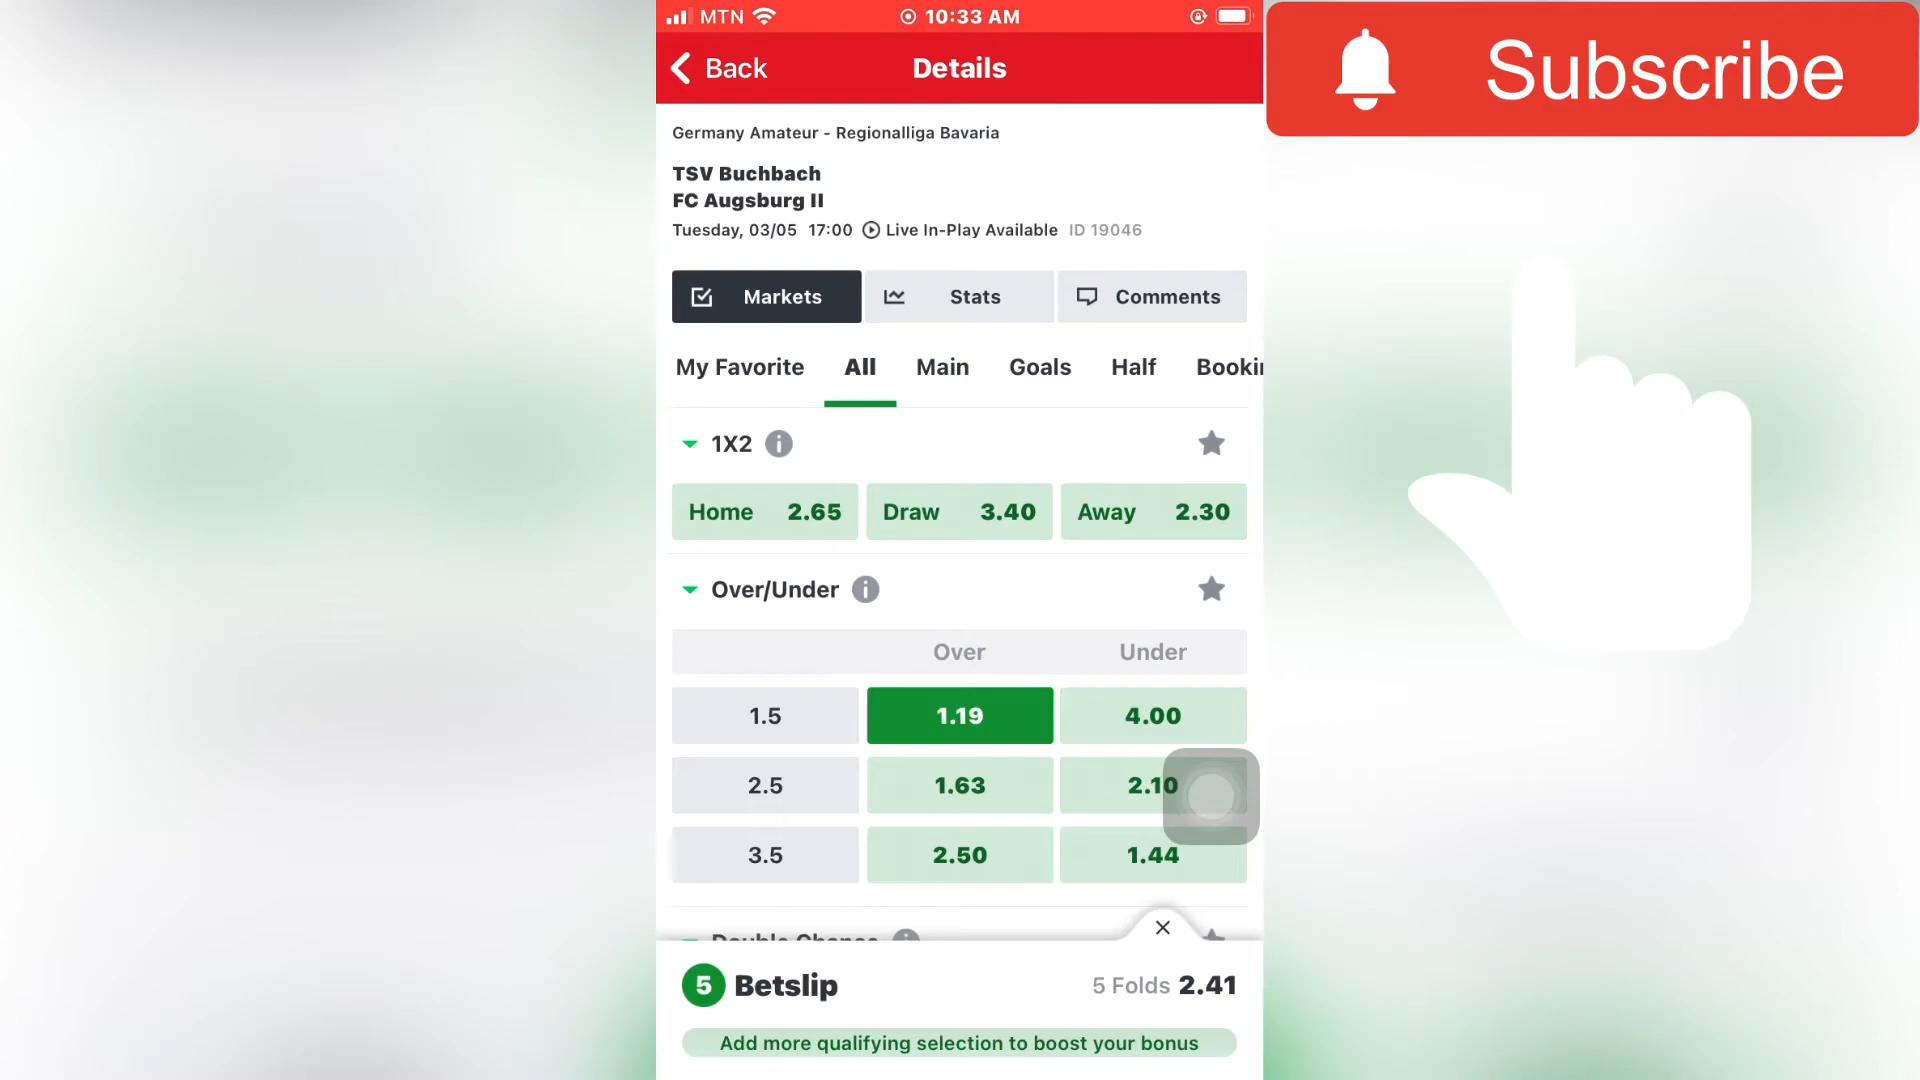 MTN 10:33 AM
Back Details
Subscribe
Germany Amateur - Regionalliga Bavaria
TSV Buchbach
FC Augsburg II
Tuesday, 03/05 17:00 Live In-Play Available ID 19046
Markets Stats Comments
My Favorite All Main Goals Half Bookin
1X2
Home 2.65 Draw 3.40 Away 2.30
Over/Under
Over Under
1.5 1.19 4.00
2.5 1.63 2.10
3.5 2.50 1.44
Double Chance
5 Betslip 5 Folds 2.41
Add more qualifying selection to boost your bonus